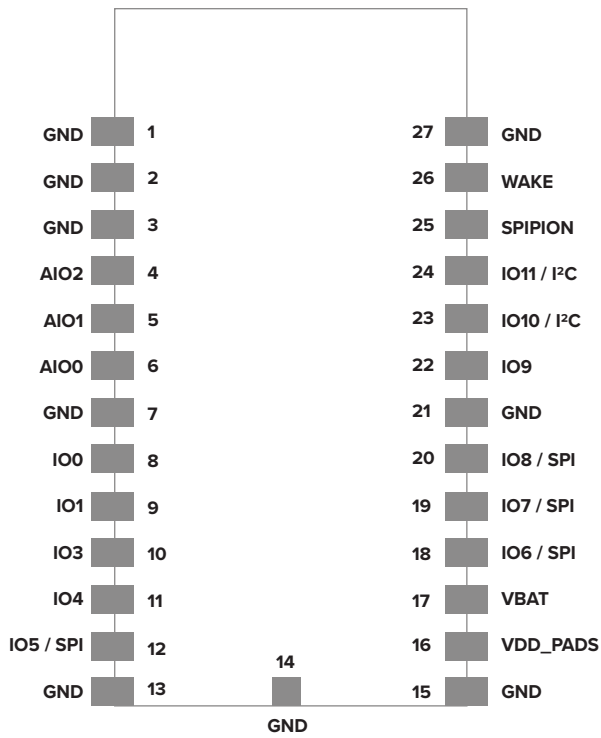 GND 1 27 GND
GND 2 26 WAKE
GND 3 25 SPIPION
AIO2 4 24 IO11 / I²C
AIO1 5 23 IO10 / I²C
AIO0 6 22 IO9
GND 7 21 GND
IO0 8 20 IO8 / SPI
IO1 9 19 IO7 / SPI
IO3 10 18 IO6 / SPI
IO4 11 17 VBAT
IO5 / SPI 12 16 VDD_PADS
14
GND 13 15 GND
GND